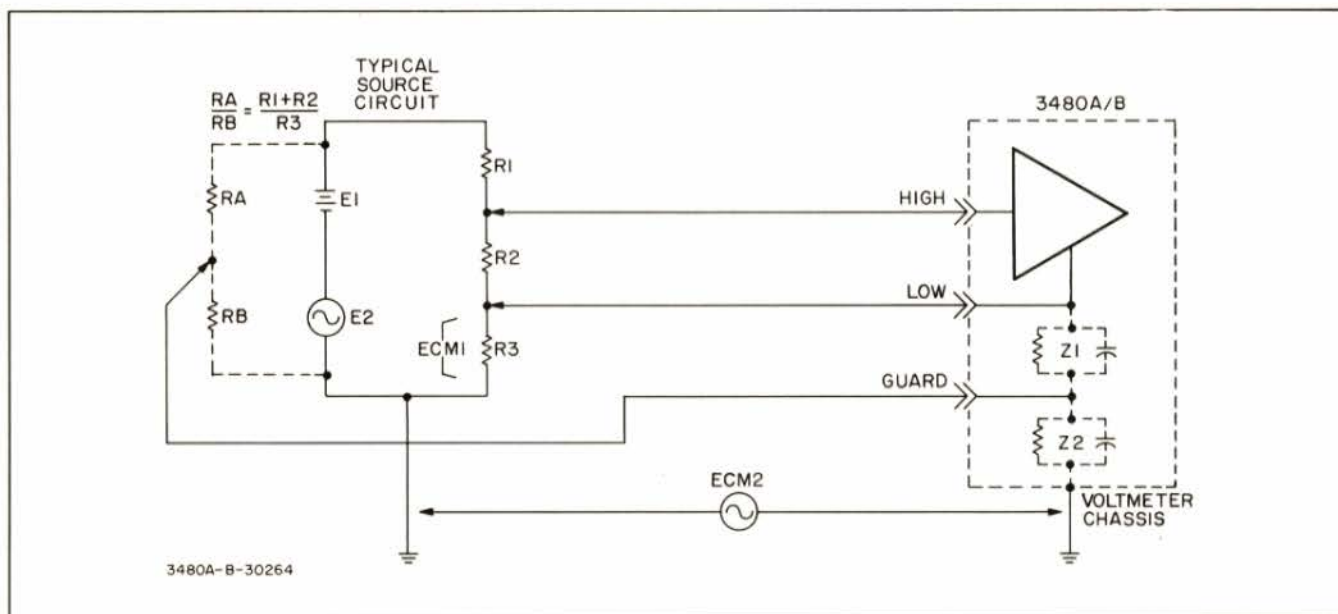 TYPICAL
SOURCE
CIRCUIT
RA/RB = R1+R2/R3
3480A/B
RA
E1
R1
HIGH
R2
LOW
RB
E2
ECM1
R3
Z1
GUARD
Z2
ECM2
VOLTMETER
CHASSIS
3480A-B-30264